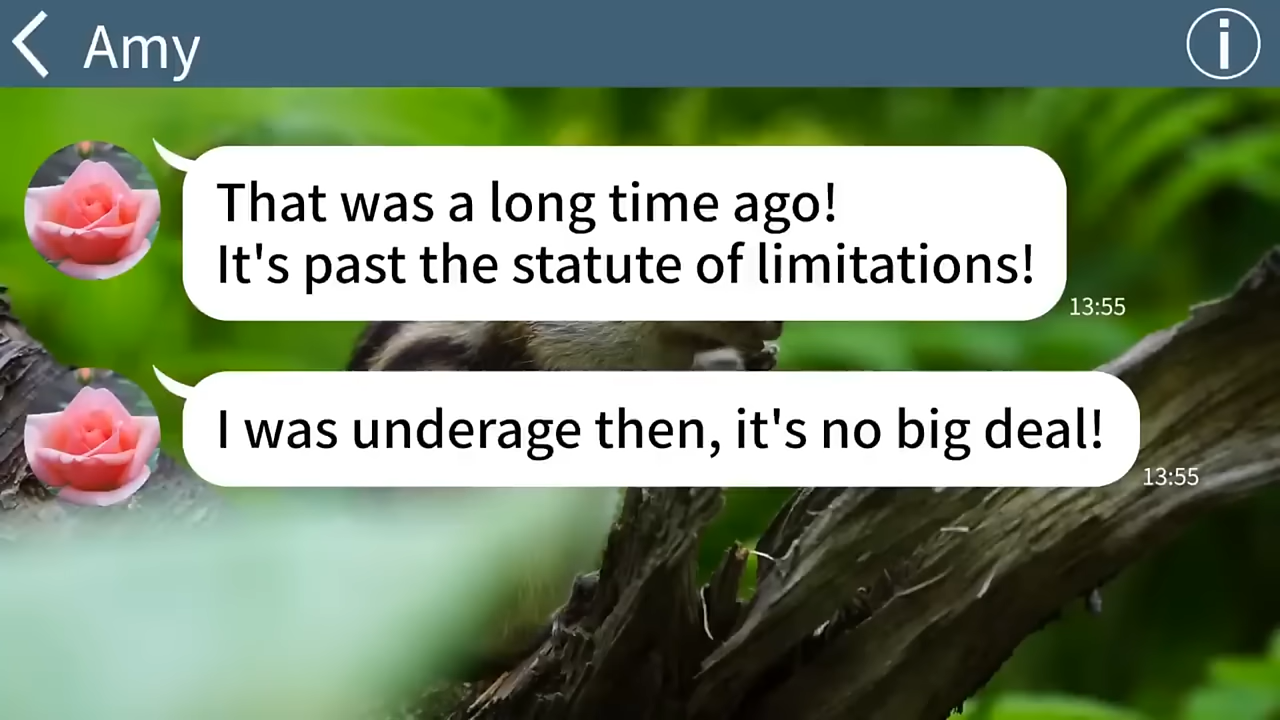 Amy
That was a long time ago!
It's past the statute of limitations!
13:55
I was underage then, it's no big deal!
13:55